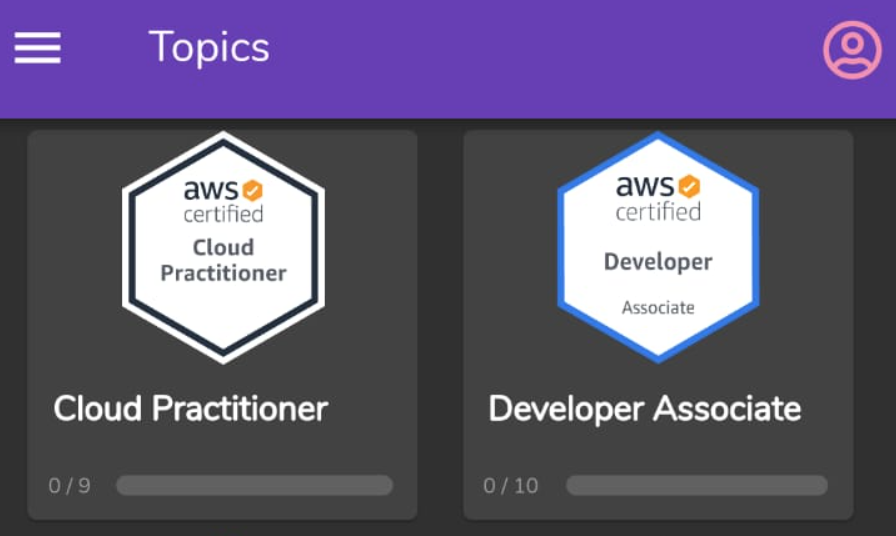 Topics
aws
certified
Cloud
Practitioner
Cloud Practitioner
0 / 9
aws
certified
Developer
Associate
Developer Associate
0 / 10